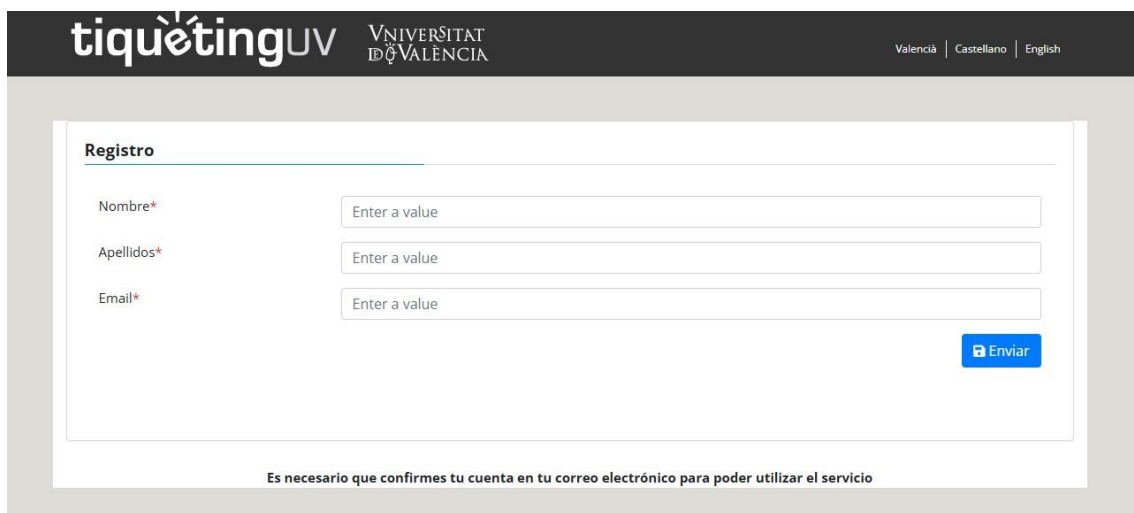 tiquètinguv
VNIVERSITAT
Valencià | Castellano | English
DE VALÈNCIA
Registro
Nombre*
Enter a value
Apellidos*
Enter a value
Email*
Enter a value
Enviar
Es necesario que confirmes tu cuenta en tu correo electrónico para poder utilizar el servicio